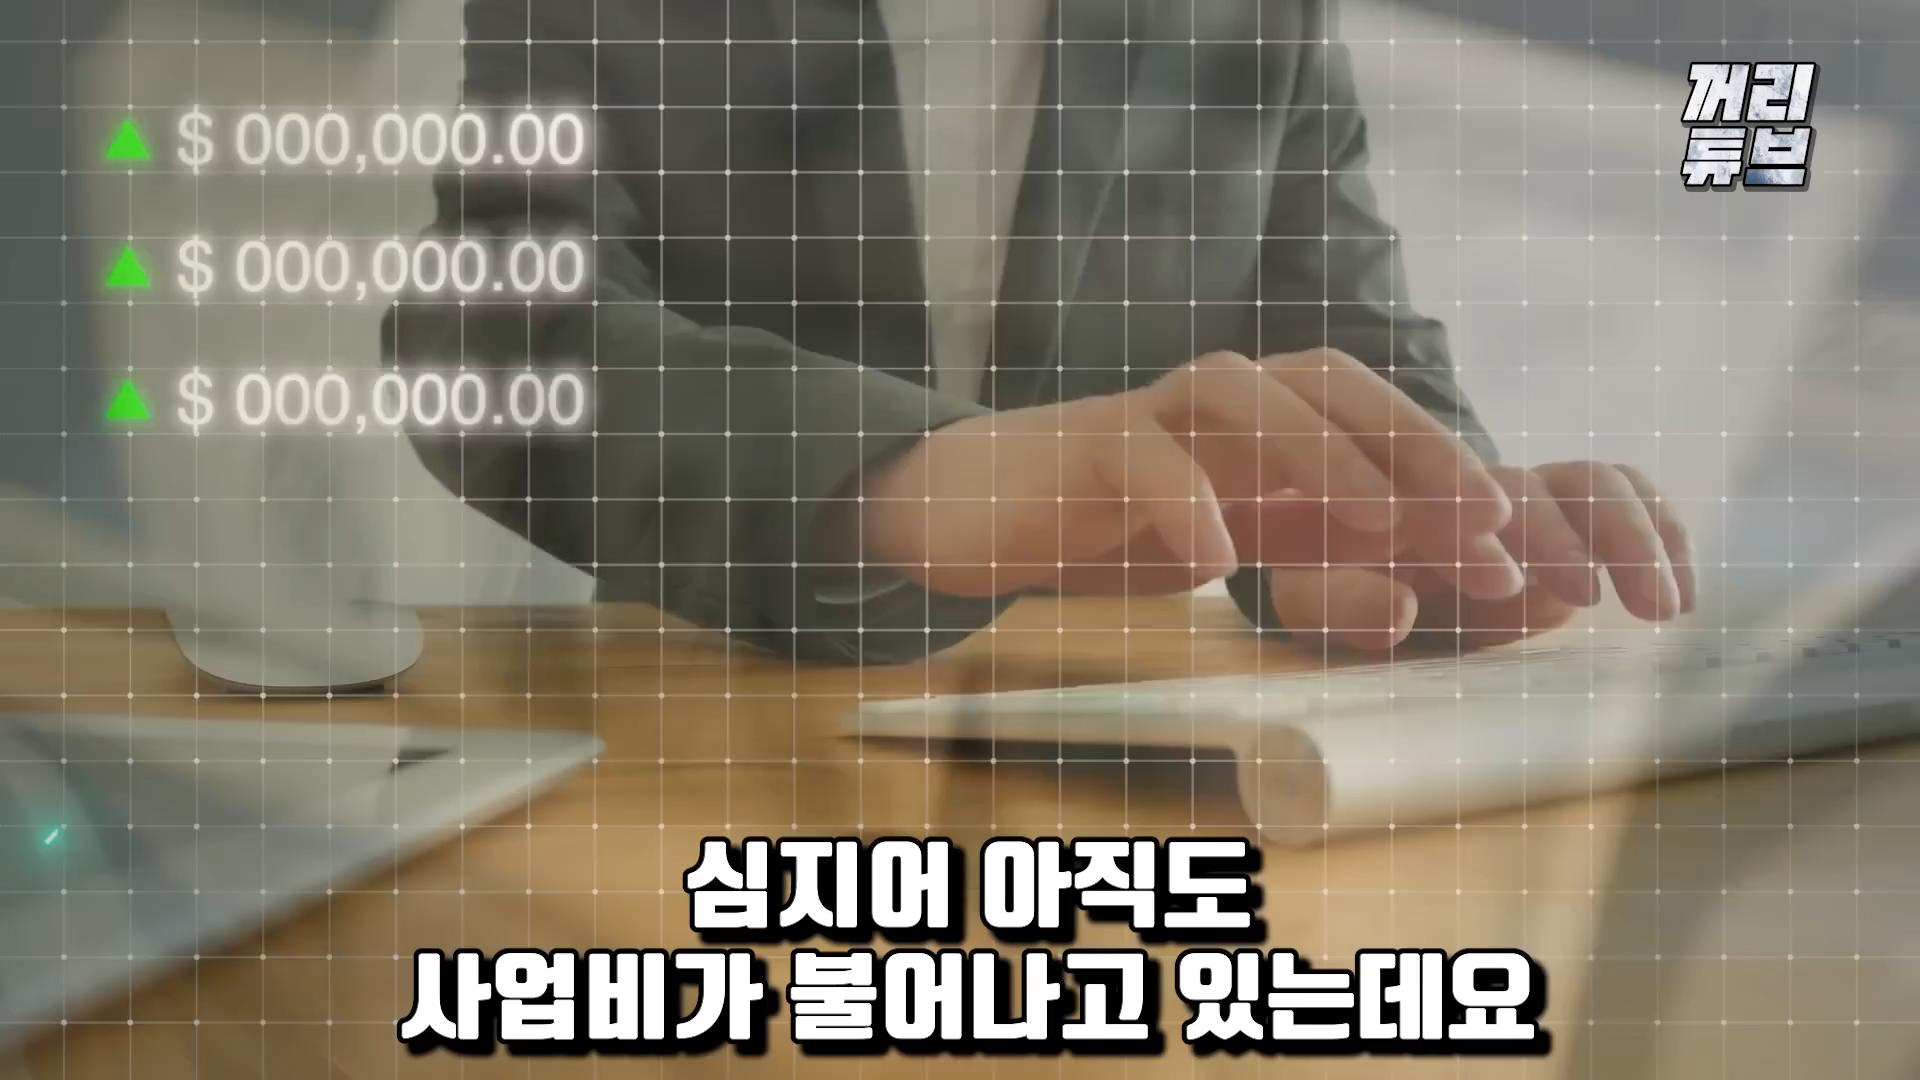 꺼리
튜브
▲ $ 000,000.00
▲ $ 000,000.00
▲ $ 000,000.00
심지어 아직도
사업비가 불어나고 있는데요